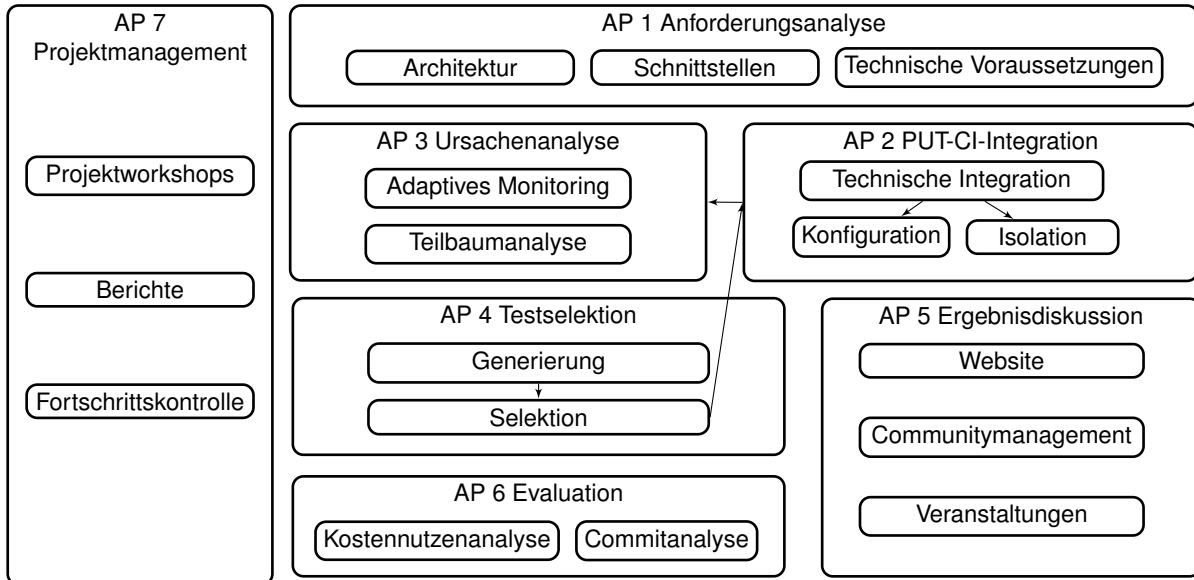 AP 7
Projektmanagement
Projektworkshops
Berichte
Fortschrittskontrolle
AP 1 Anforderungsanalyse
Architektur
Schnittstellen
Technische Voraussetzungen
AP 3 Ursachenanalyse
Adaptives Monitoring
Teilbaumanalyse
AP 2 PUT-CI-Integration
Technische Integration
Konfiguration
Isolation
AP 4 Testselektion
Generierung
Selektion
AP 5 Ergebnisdiskussion
Website
Communitymanagement
Veranstaltungen
AP 6 Evaluation
Kostennutzenanalyse
Commitanalyse